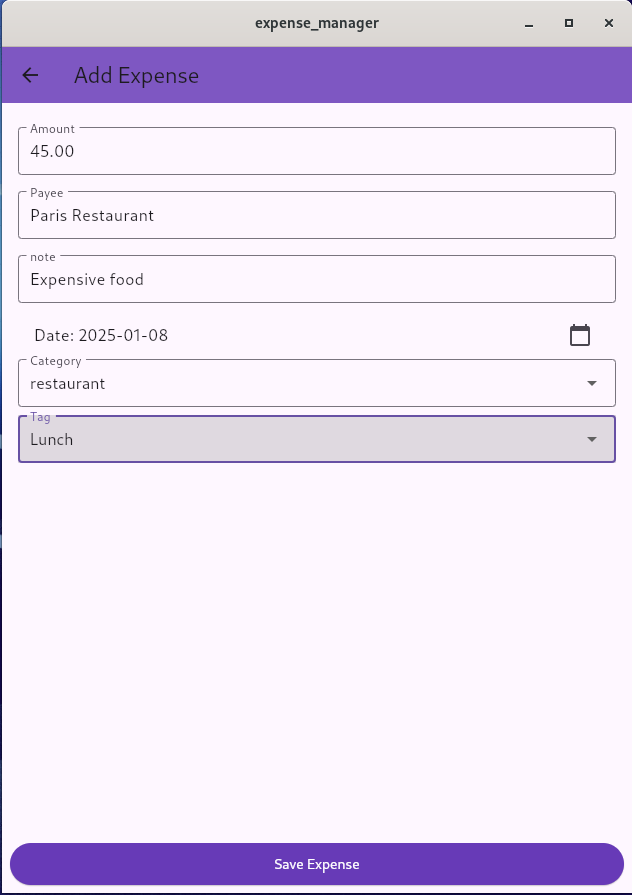 expense_manager
Add Expense
Amount
45.00
Payee
Paris Restaurant
note
Expensive food
Date: 2025-01-08
Category
restaurant
Tag
Lunch
Save Expense